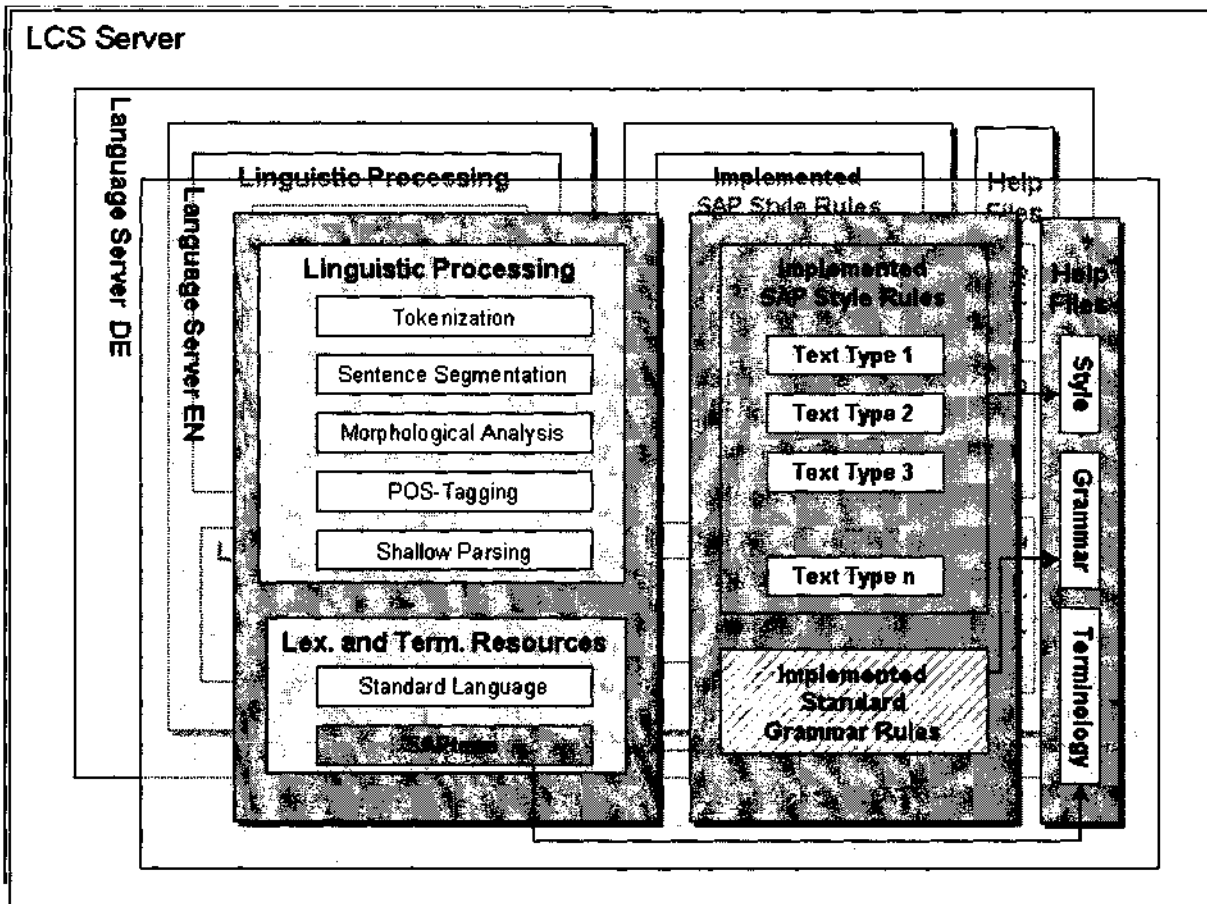 LCS Server
Language Server DE
Language Server EN
Linguistic Processing
Implemented
SAP Style Rules
Help
Files
Linguistic Processing
Tokenization
Sentence Segmentation
Morphological Analysis
POS-Tagging
Shallow Parsing
Lex. and Term. Resources
Standard Language
SAPterm
Implemented
SAP Style Rules
Text Type 1
Text Type 2
Text Type 3
Text Type n
Implemented
Standard
Grammar Rules
Help
Files
Style
Grammar
Terminology